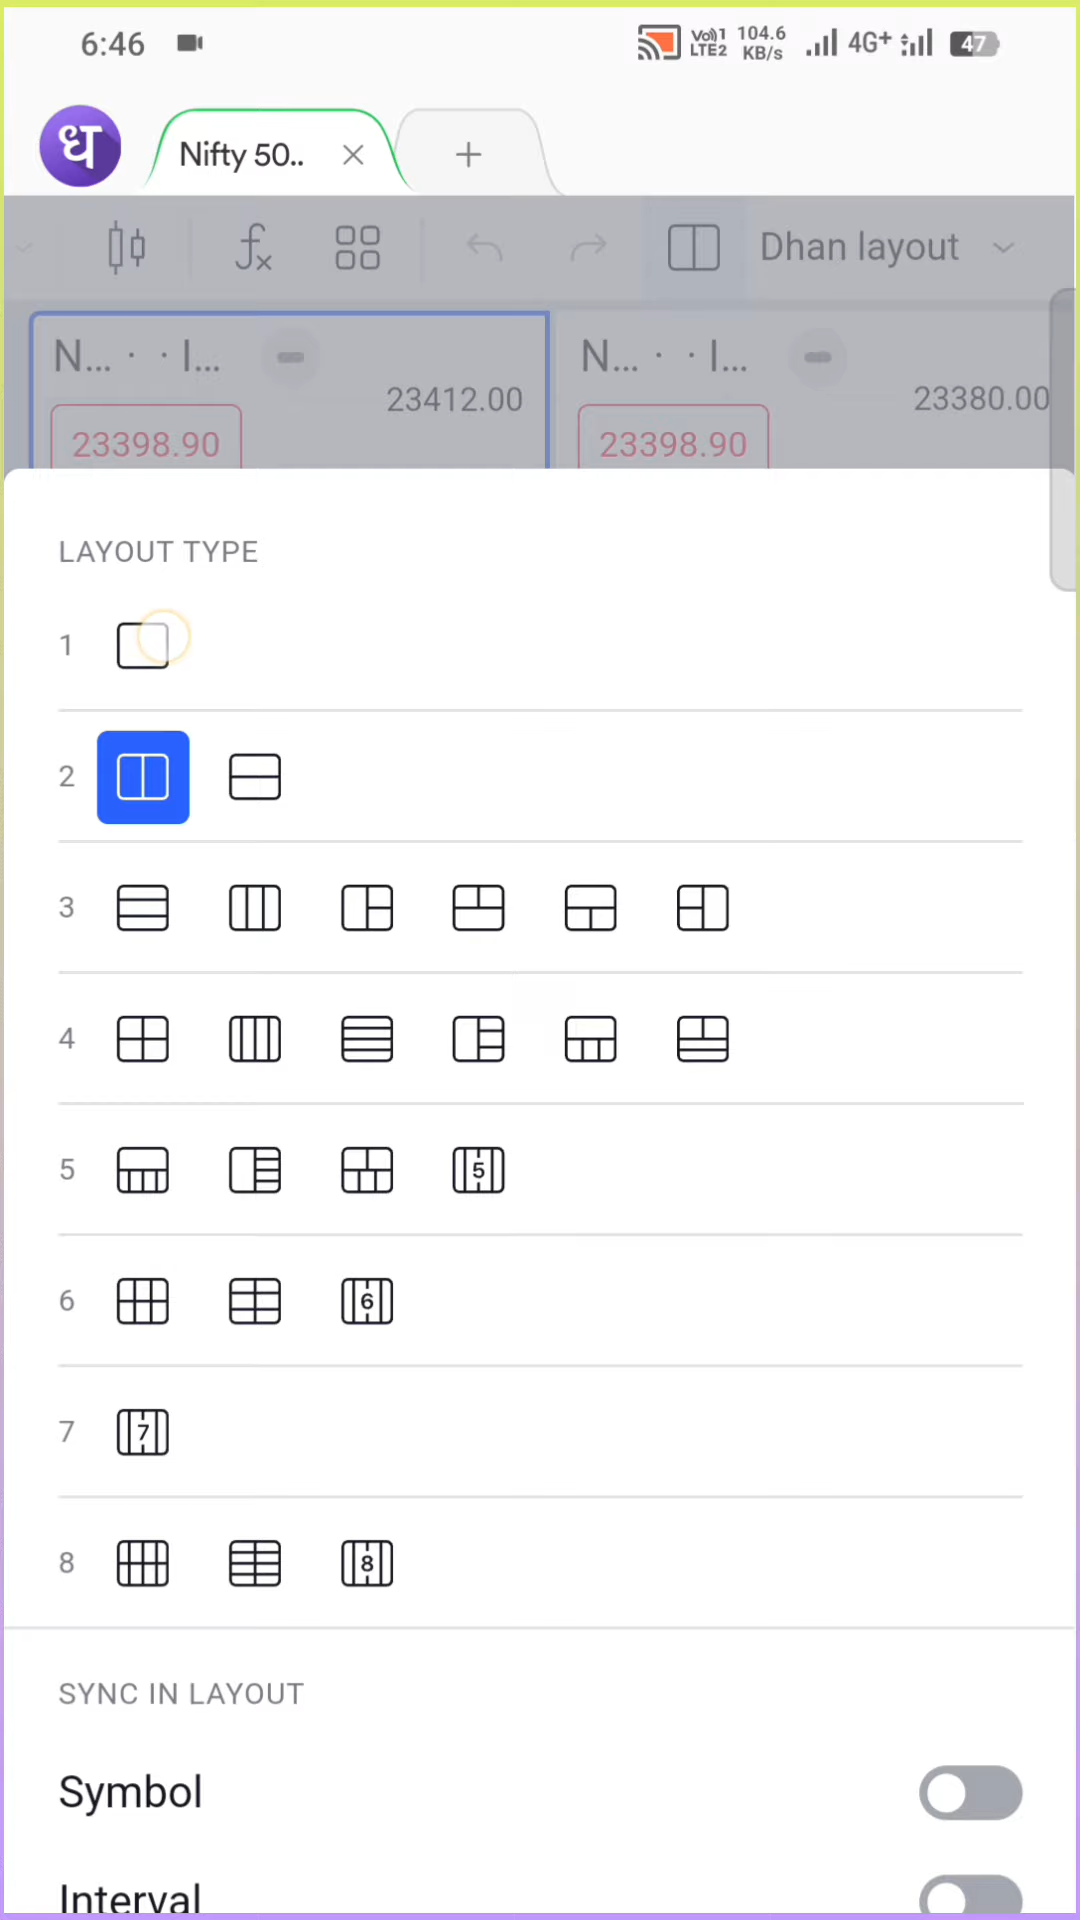 6:46 Vo)) 1 LTE2 104.6 KB/s 4G+ 47
ध Nifty 50.. × +
fx Dhan layout
N... · · I... N... · · I...
23412.00 23380.00
23398.90 23398.90
LAYOUT TYPE
1
2
3
4
5 5
6 6
7 7
8 8
SYNC IN LAYOUT
Symbol
Interval